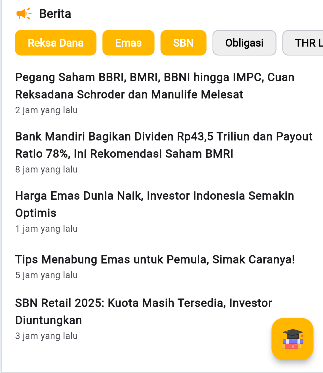 Berita
Reksa Dana Emas SBN Obligasi THR L
Pegang Saham BBRI, BMRI, BBNI hingga IMPC, Cuan
Reksadana Schroder dan Manulife Melesat
2 jam yang lalu
Bank Mandiri Bagikan Dividen Rp43,5 Triliun dan Payout
Ratio 78%, Ini Rekomendasi Saham BMRI
8 jam yang lalu
Harga Emas Dunia Naik, Investor Indonesia Semakin
Optimis
1 jam yang lalu
Tips Menabung Emas untuk Pemula, Simak Caranya!
5 jam yang lalu
SBN Retail 2025: Kuota Masih Tersedia, Investor
Diuntungkan
3 jam yang lalu